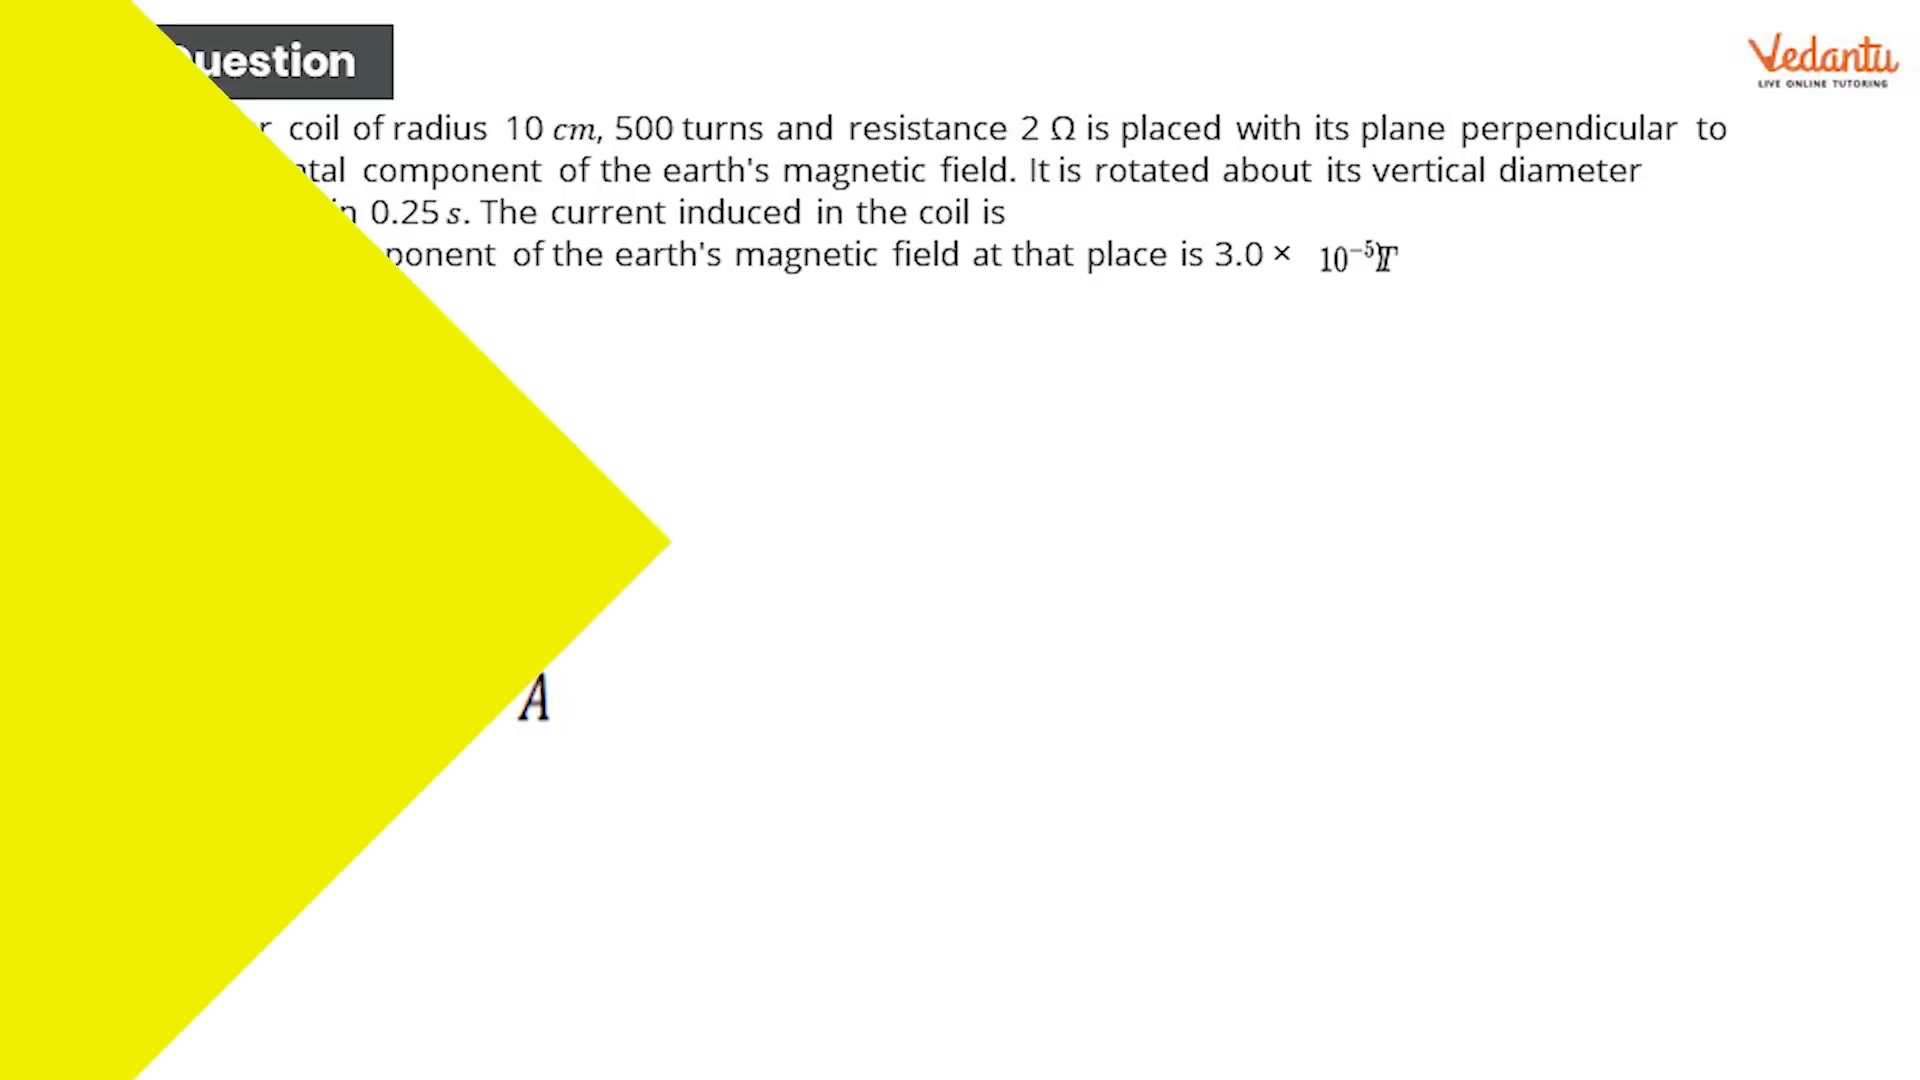 uestion
Vedantu
LIVE ONLINE TUTORING
r coil of radius 10 cm, 500 turns and resistance 2 Ω is placed with its plane perpendicular to
ntal component of the earth's magnetic field. It is rotated about its vertical diameter
in 0.25 s. The current induced in the coil is
ponent of the earth's magnetic field at that place is 3.0 × 10⁻⁵)T
A